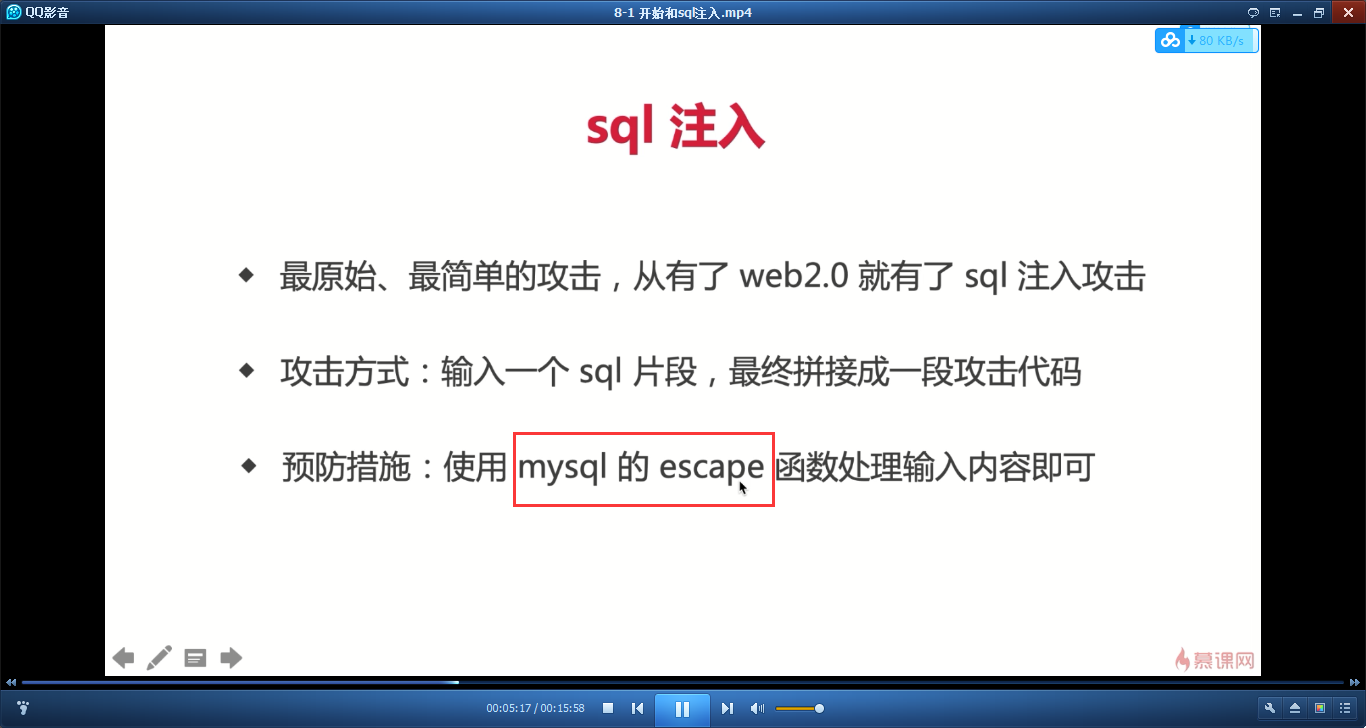 QQ影音
8-1 开始和sql注入.mp4
80 KB/s
sql 注入
最原始、最简单的攻击，从有了 web2.0 就有了 sql 注入攻击
攻击方式：输入一个 sql 片段，最终拼接成一段攻击代码
预防措施：使用 mysql 的 escape 函数处理输入内容即可
慕课网
00:05:17 / 00:15:58